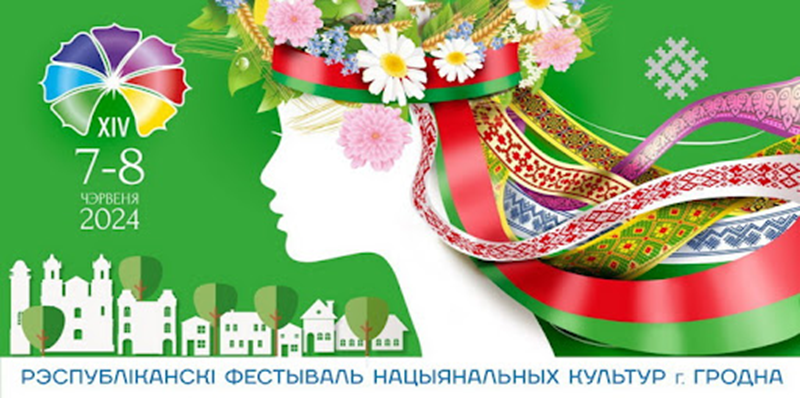 XIV
7-8
ЧЭРВЕНЯ
2024
РЭСПУБЛІКАНСКІ ФЕСТЫВАЛЬ НАЦЫЯНАЛЬНЫХ КУЛЬТУР г. ГРОДНА